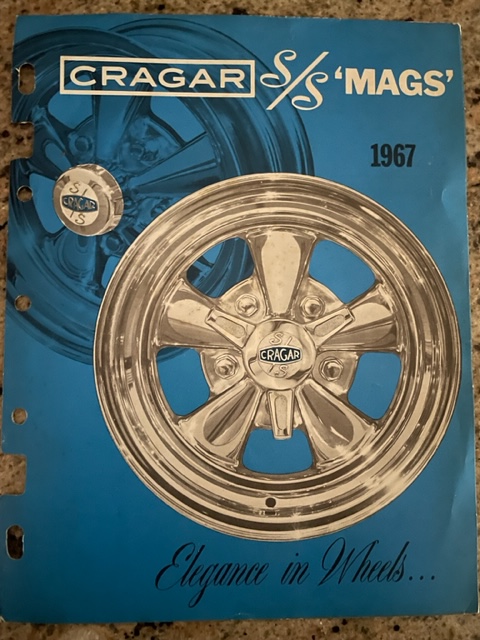 CRAGAR S/S 'MAGS'
1967
S/S
CRAGAR
S/S
CRAGAR
Elegance in Wheels...